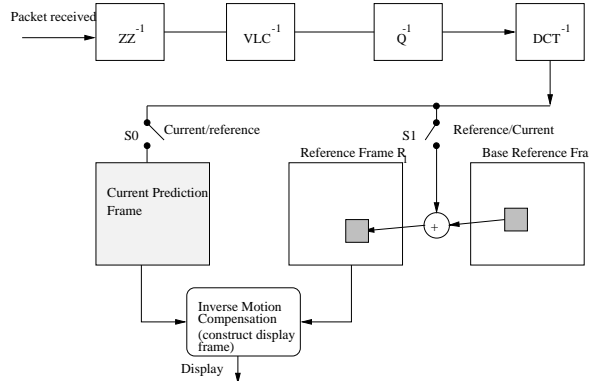 Packet received
ZZ⁻¹
VLC⁻¹
Q⁻¹
DCT⁻¹
S0
Current/reference
S1
Reference/Current
Reference Frame R
Base Reference Fra
Current Prediction
Frame
+
Inverse Motion
Compensation
(construct display
frame)
Display